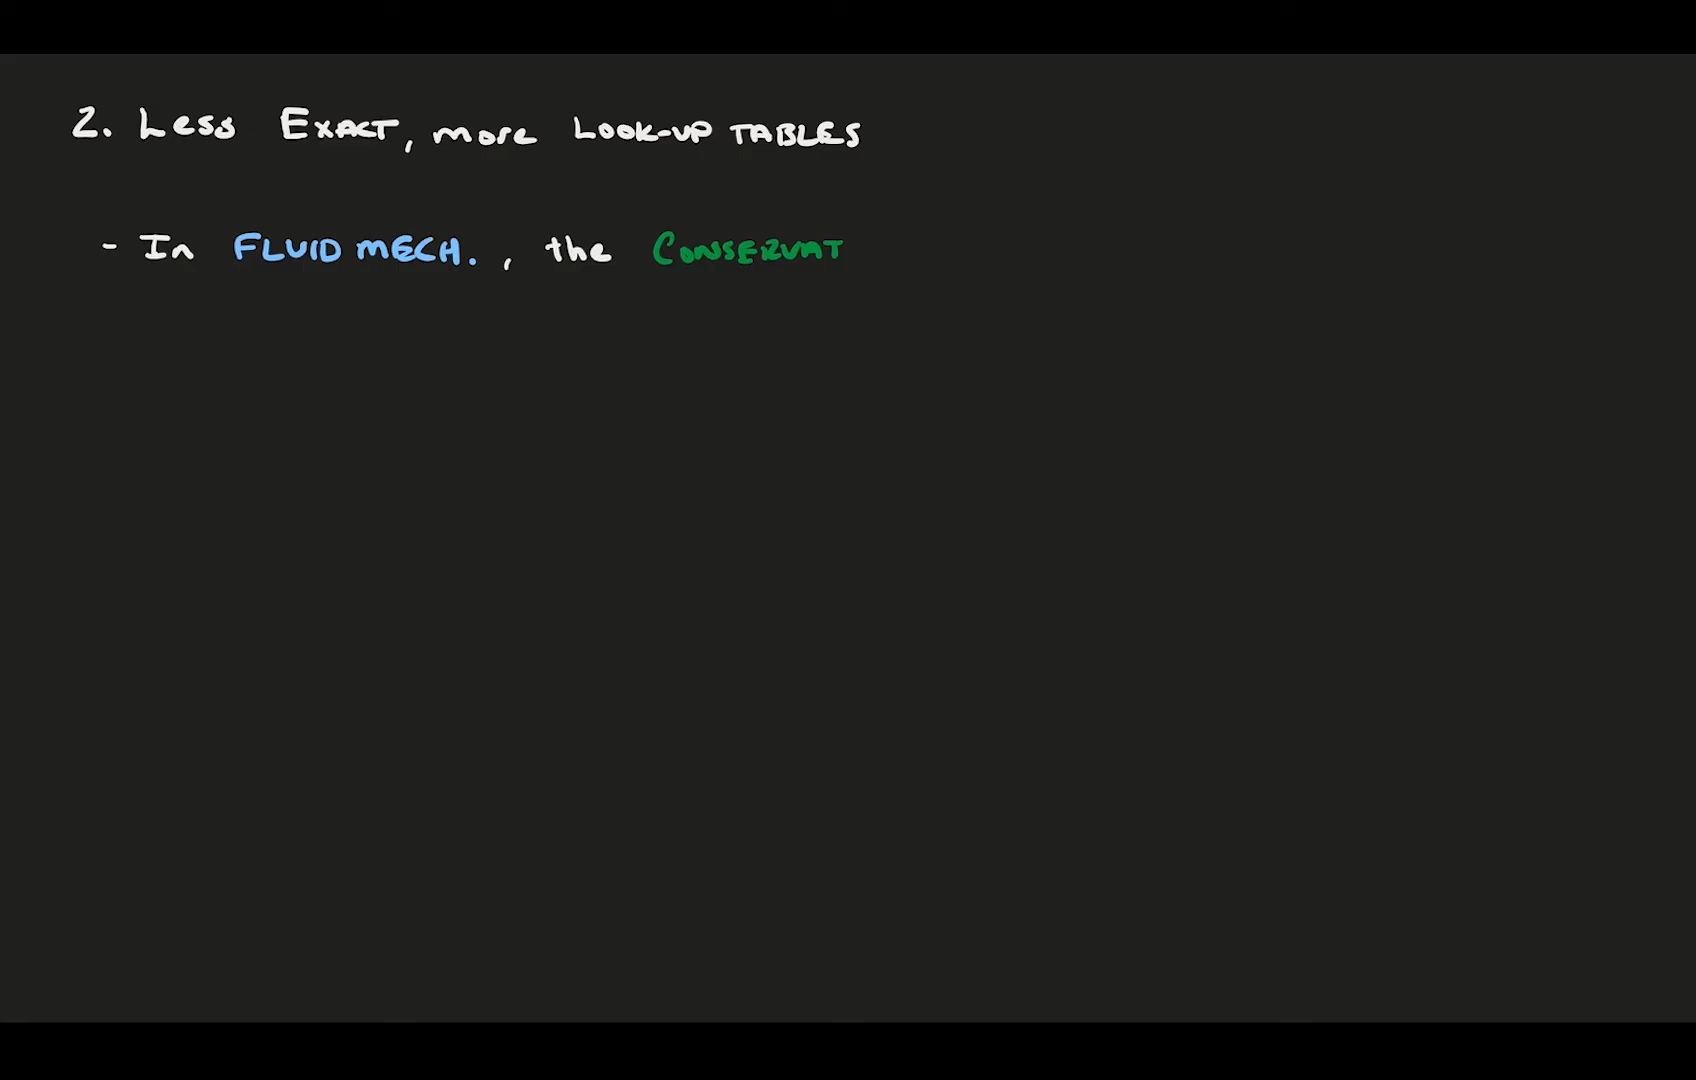 2. Less Exact, more Look-up TABLES
- In FLUID MECH. , the CONSERVAT